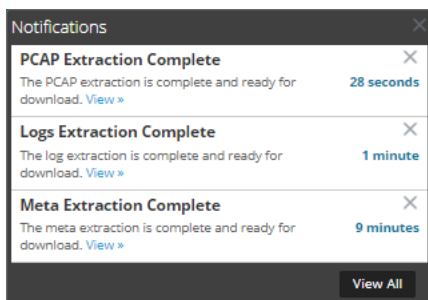 Notifications
PCAP Extraction Complete
The PCAP extraction is complete and ready for
download. View »
28 seconds
Logs Extraction Complete
The log extraction is complete and ready for
download. View »
1 minute
Meta Extraction Complete
The meta extraction is complete and ready for
download. View »
9 minutes
View All